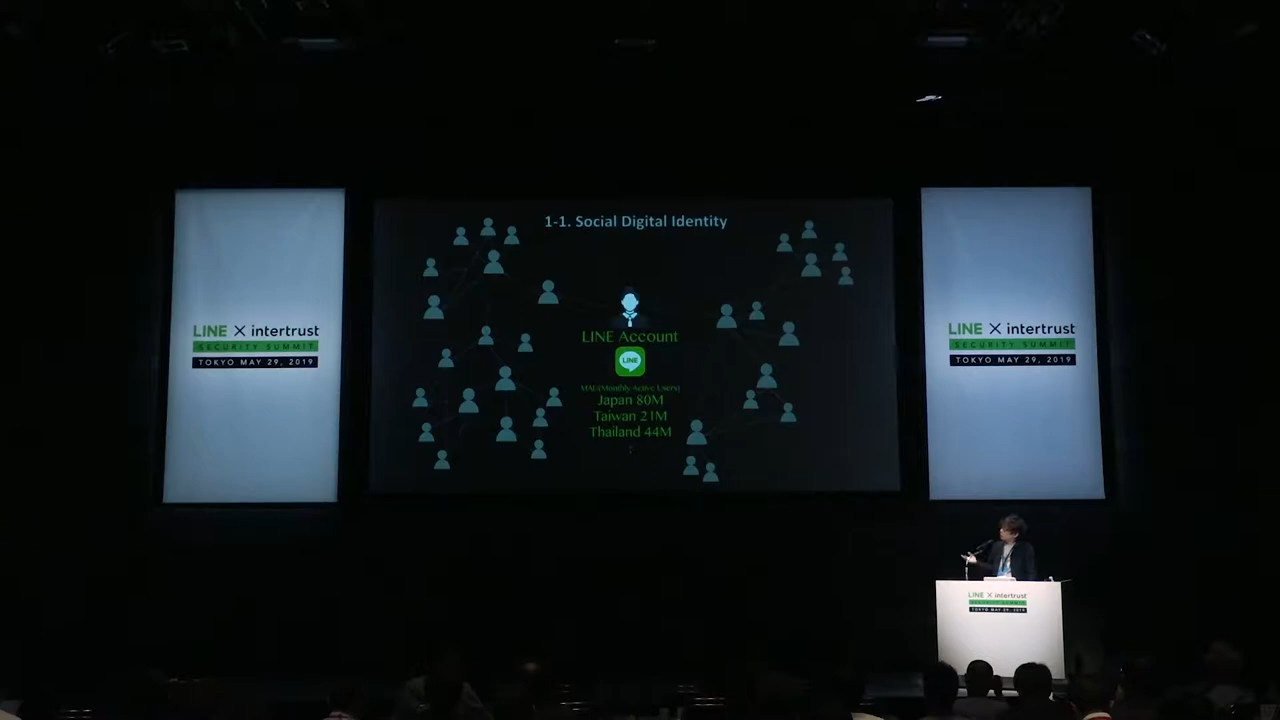 1-1. Social Digital Identity
LINE Account
LINE
MAU(Monthly Active Users)
Japan 80M
Taiwan 21M
Thailand 44M
LINE × intertrust
SECURITY SUMMIT
TOKYO MAY 29, 2019
LINE × intertrust
SECURITY SUMMIT
TOKYO MAY 29, 2019
LINE × intertrust
SECURITY SUMMIT
TOKYO MAY 29, 2019